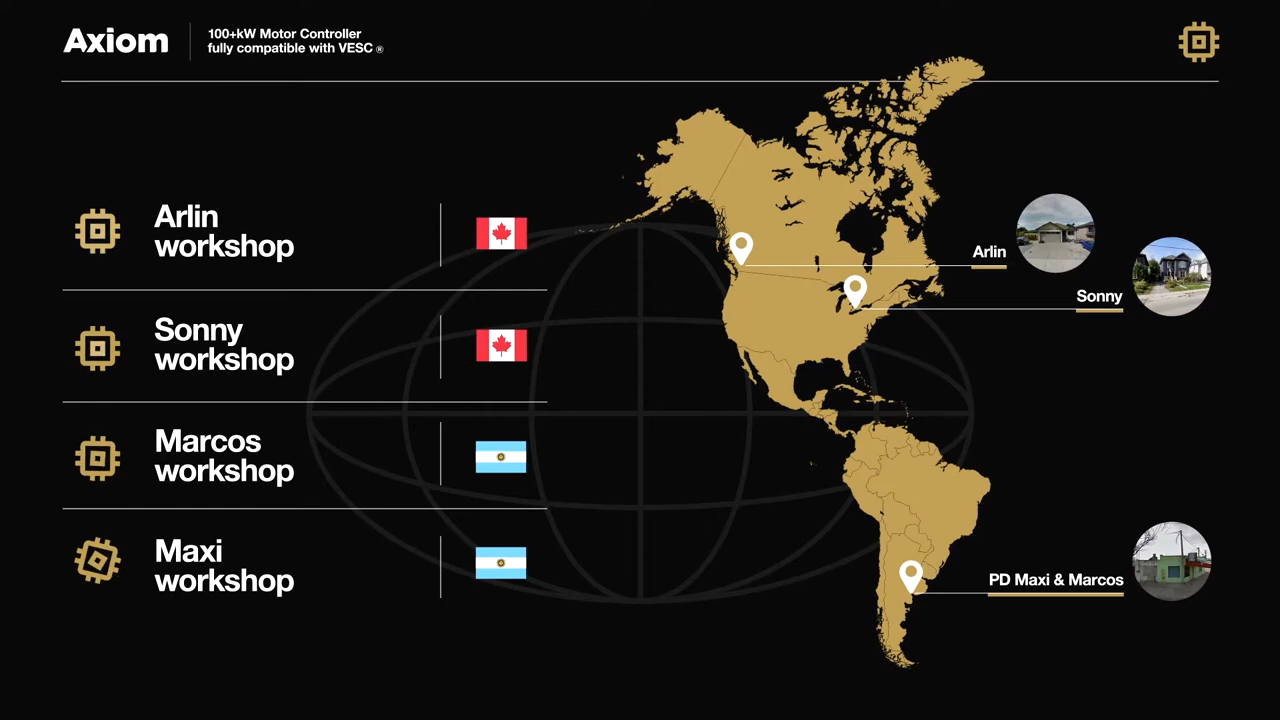 Axiom
100+kW Motor Controller
fully compatible with VESC ®
Arlin
workshop
Sonny
workshop
Marcos
workshop
Maxi
workshop
Arlin
Sonny
PD Maxi & Marcos